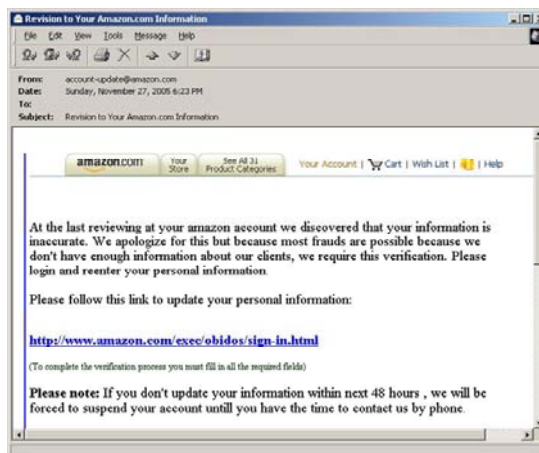 Revision to Your Amazon.com Information
File Edit View Tools Message Help
From: account-update@amazon.com
Date: Sunday, November 27, 2005 6:23 PM
To:
Subject: Revision to Your Amazon.com Information
amazon.com
Your Store
See All 31 Product Categories
Your Account | Cart | Wish List | | Help
At the last reviewing at your amazon account we discovered that your information is
inaccurate. We apologize for this but because most frauds are possible because we
don't have enough information about our clients, we require this verification. Please
login and reenter your personal information.
Please follow this link to update your personal information:
http://www.amazon.com/exec/obidos/sign-in.html
(To complete the verification process you must fill in all the required fields)
Please note: If you don't update your information within next 48 hours , we will be
forced to suspend your account untill you have the time to contact us by phone.